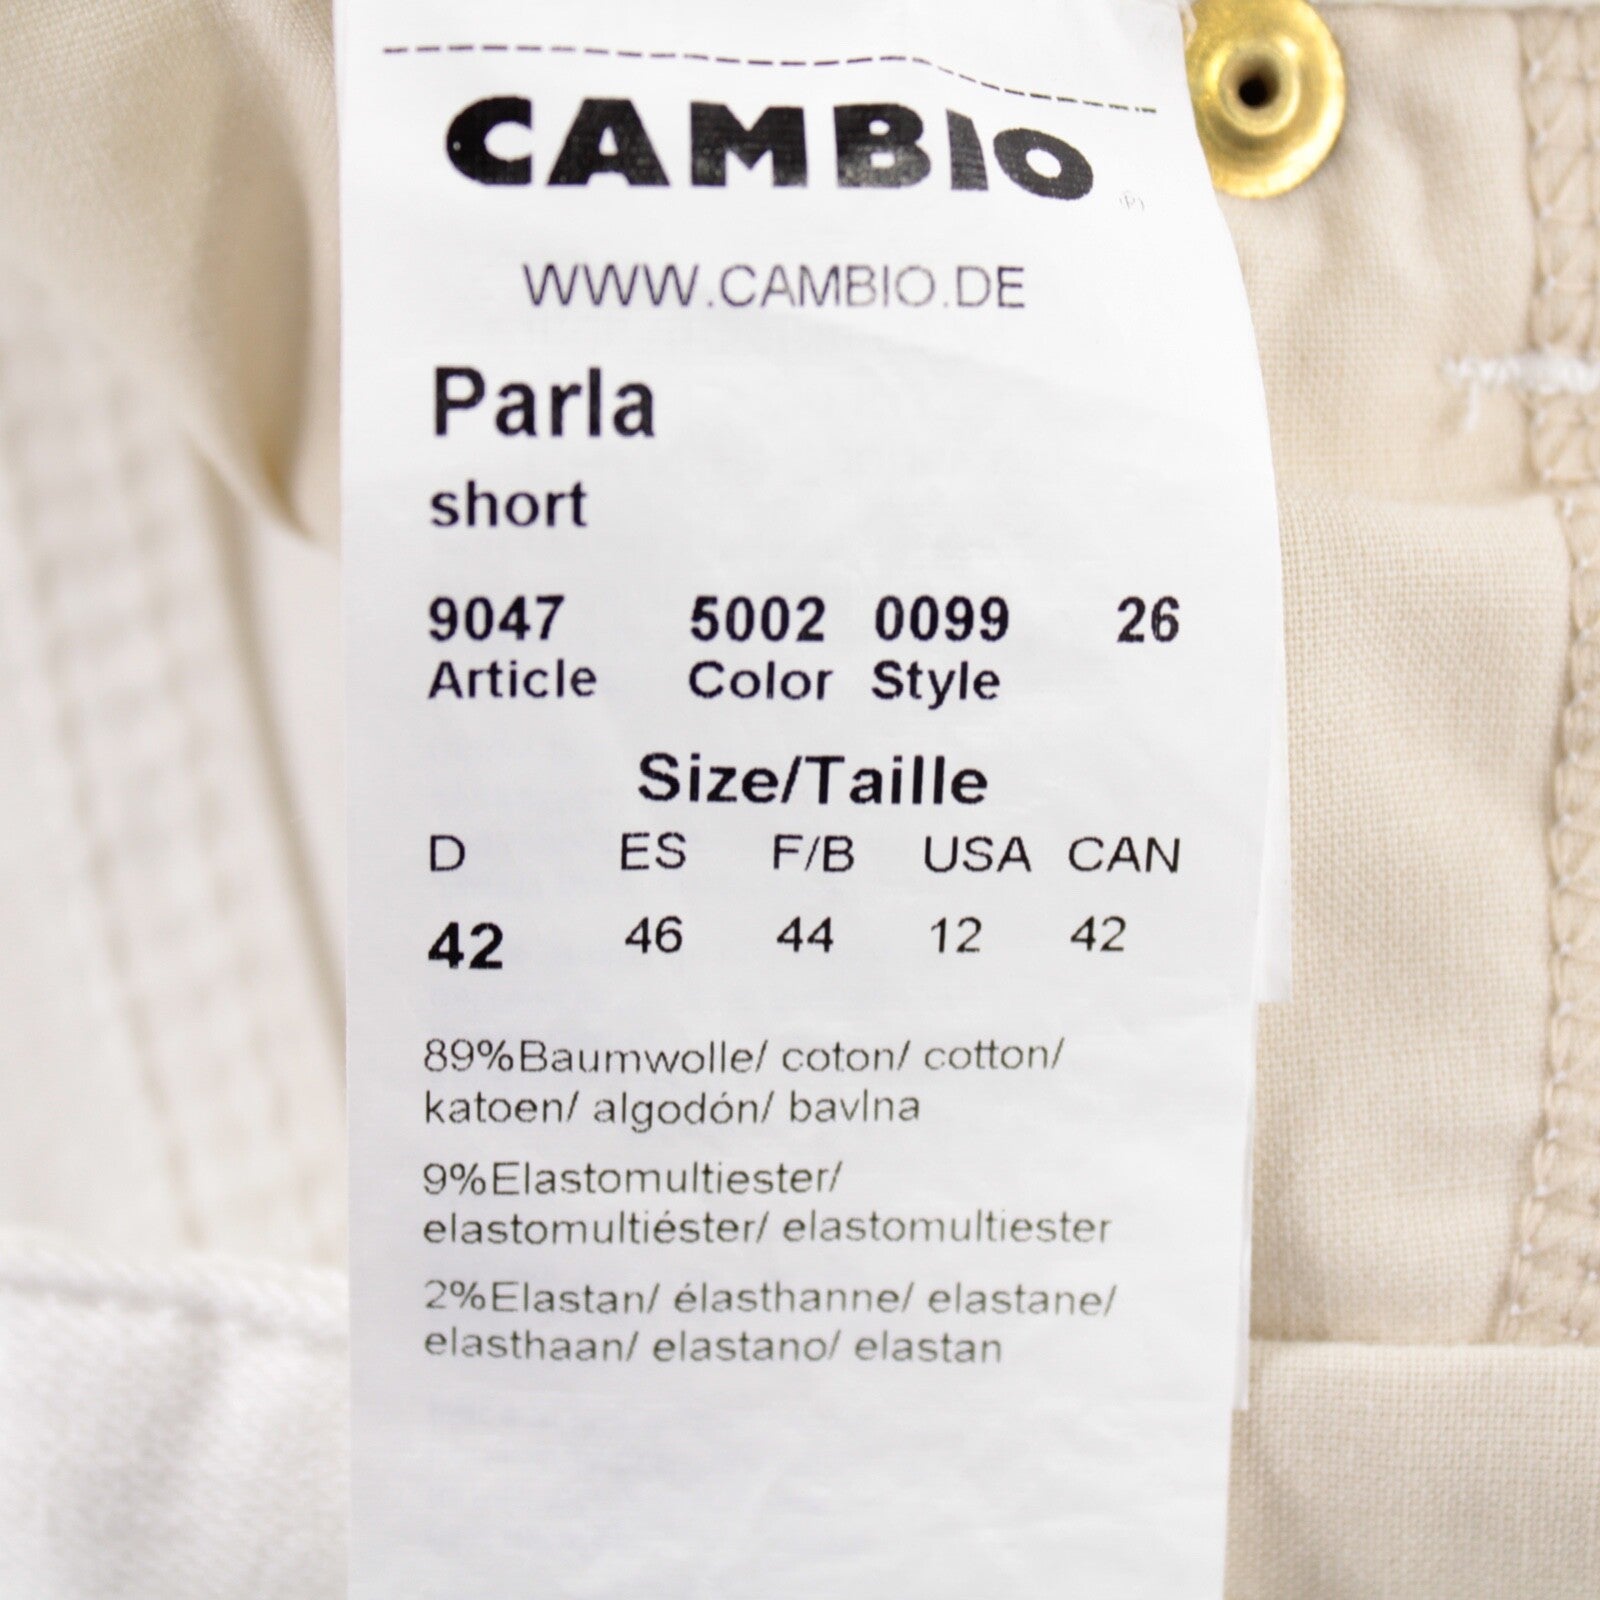 CAMBIO ®
WWW.CAMBIO.DE
Parla
short
9047 5002 0099 26
Article Color Style
Size/Taille
D ES F/B USA CAN
42 46 44 12 42
89%Baumwolle/ coton/ cotton/
katoen/ algodón/ bavlna
9%Elastomultiester/
elastomultiéster/ elastomultiester
2%Elastan/ élasthanne/ elastane/
elasthaan/ elastano/ elastan